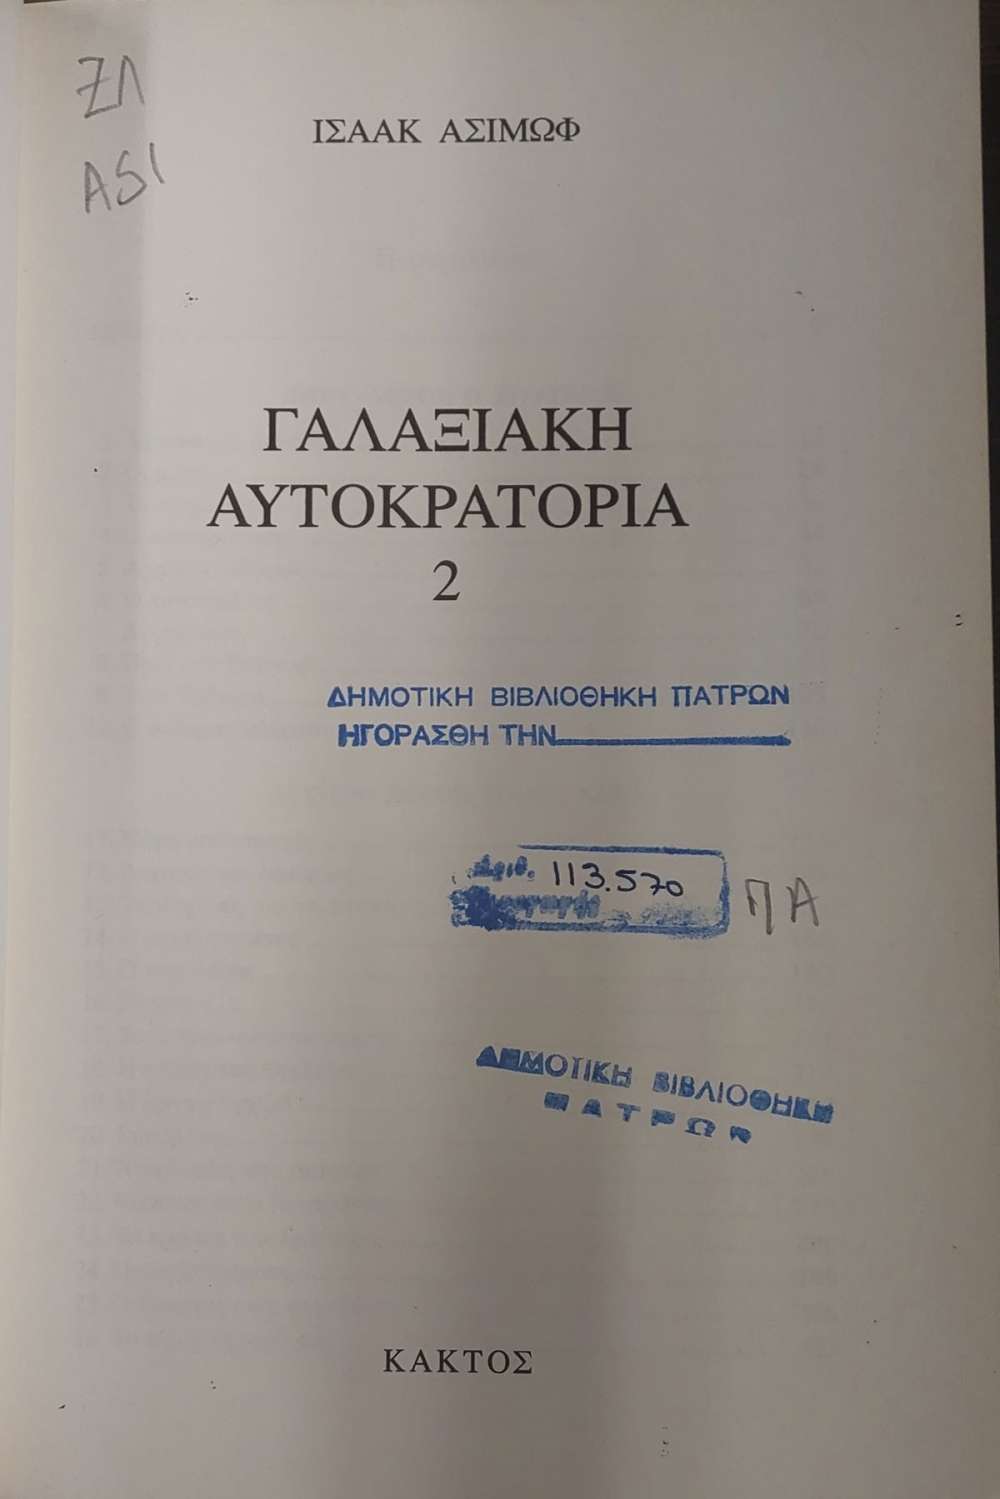 ΖΛ
ASI
ΙΣΑΑΚ ΑΣΙΜΩΦ
ΓΑΛΑΞΙΑΚΗ
ΑΥΤΟΚΡΑΤΟΡΙΑ
2
ΔΗΜΟΤΙΚΗ ΒΙΒΛΙΟΘΗΚΗ ΠΑΤΡΩΝ
ΗΓΟΡΑΣΘΗ ΤΗΝ
Αριθ. 113.570
ΠΑ
ΔΗΜΟΤΙΚΗ ΒΙΒΛΙΟΘΗΚΗ
ΠΑΤΡΩΝ
ΚΑΚΤΟΣ